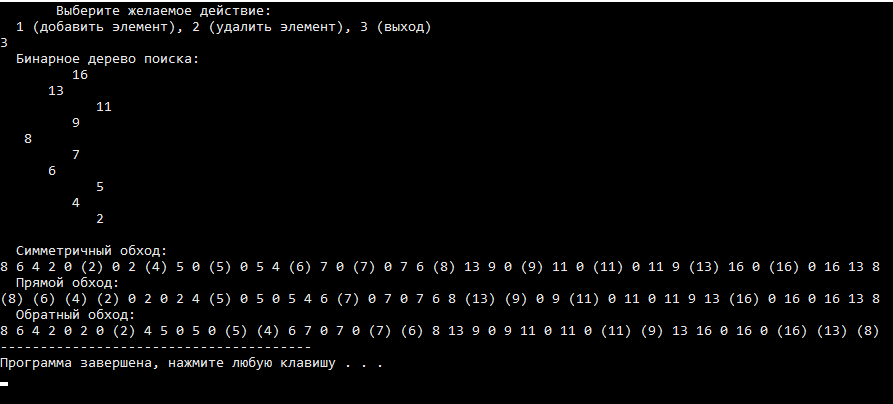 Выберите желаемое действие:
1 (добавить элемент), 2 (удалить элемент), 3 (выход)
3
Бинарное дерево поиска:
16
13
11
9
8
7
6
5
4
2
Симметричный обход:
8 6 4 2 0 (2) 0 2 (4) 5 0 (5) 0 5 4 (6) 7 0 (7) 0 7 6 (8) 13 9 0 (9) 11 0 (11) 0 11 9 (13) 16 0 (16) 0 16 13 8
Прямой обход:
(8) (6) (4) (2) 0 2 0 2 4 (5) 0 5 0 5 4 6 (7) 0 7 0 7 6 8 (13) (9) 0 9 (11) 0 11 0 11 9 13 (16) 0 16 0 16 13 8
Обратный обход:
8 6 4 2 0 2 0 (2) 4 5 0 5 0 (5) (4) 6 7 0 7 0 (7) (6) 8 13 9 0 9 11 0 11 0 (11) (9) 13 16 0 16 0 (16) (13) (8)
---------------------------------------
Программа завершена, нажмите любую клавишу . . .